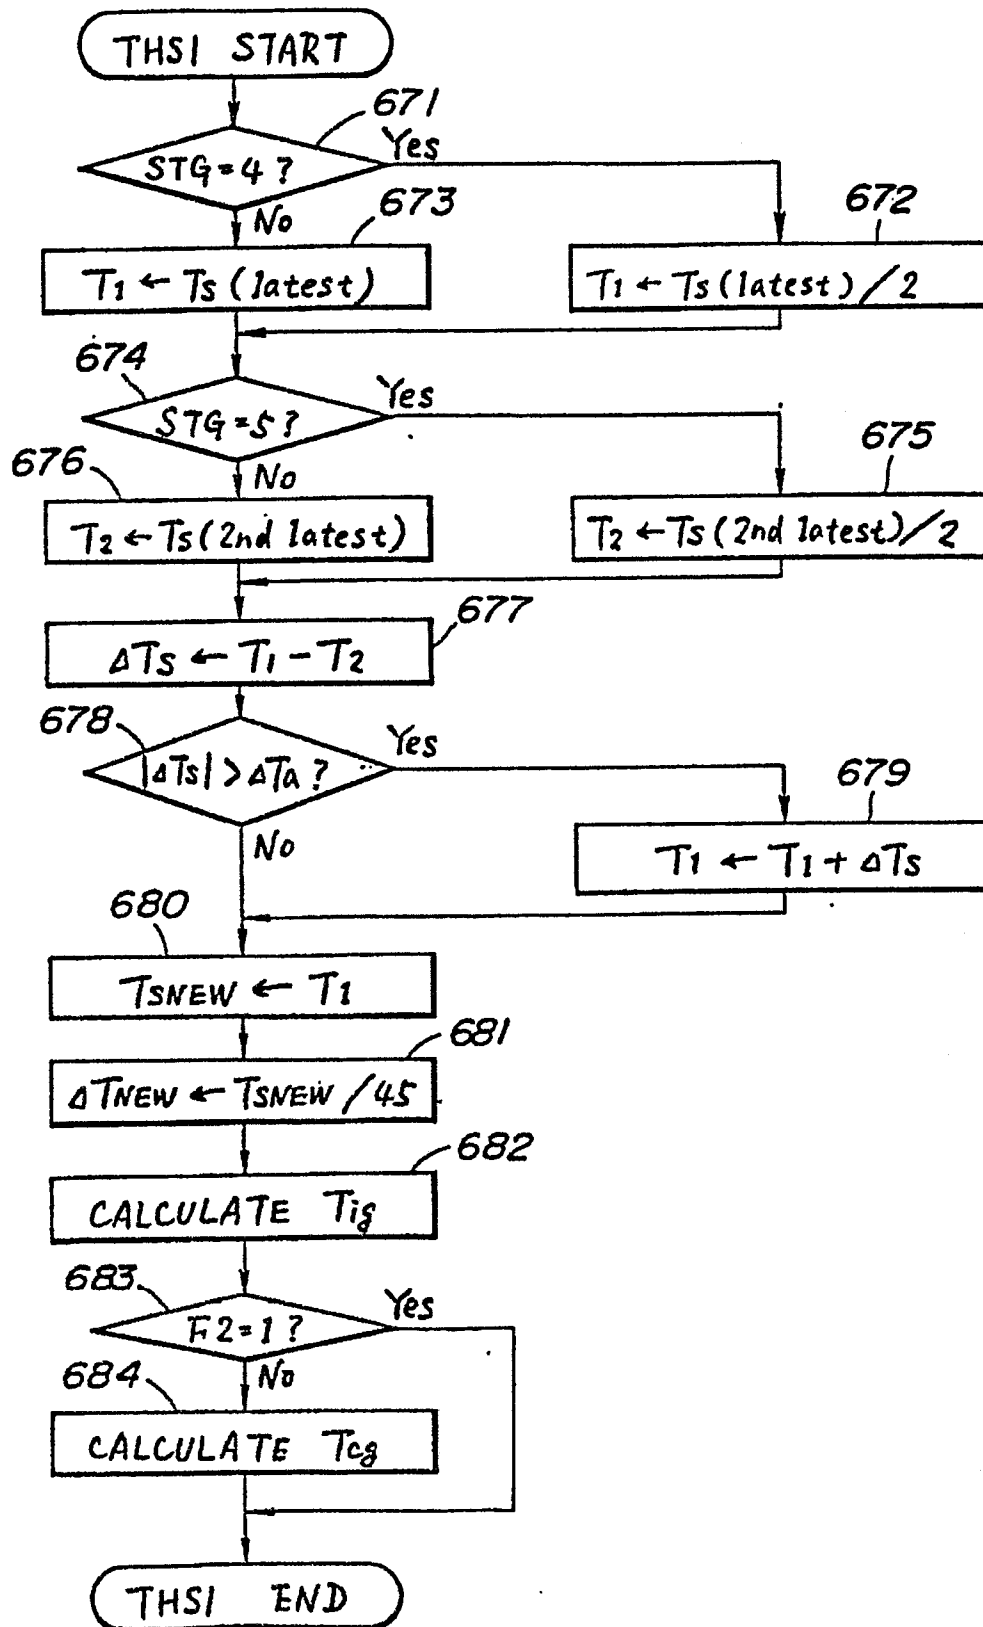 THSI START
671
STG=4?
Yes
No
673
672
T1 ← Ts (latest)
T1 ← Ts (latest) / 2
674
STG=5?
Yes
No
676
675
T2 ← Ts (2nd latest)
T2 ← Ts (2nd latest) / 2
677
ΔTs ← T1 - T2
678
|ΔTs| > ΔTa ?
Yes
No
679
T1 ← T1 + ΔTs
680
TSNEW ← T1
681
ΔTNEW ← TSNEW / 45
682
CALCULATE Tig
683
F2=1?
Yes
No
684
CALCULATE Tcg
THSI END